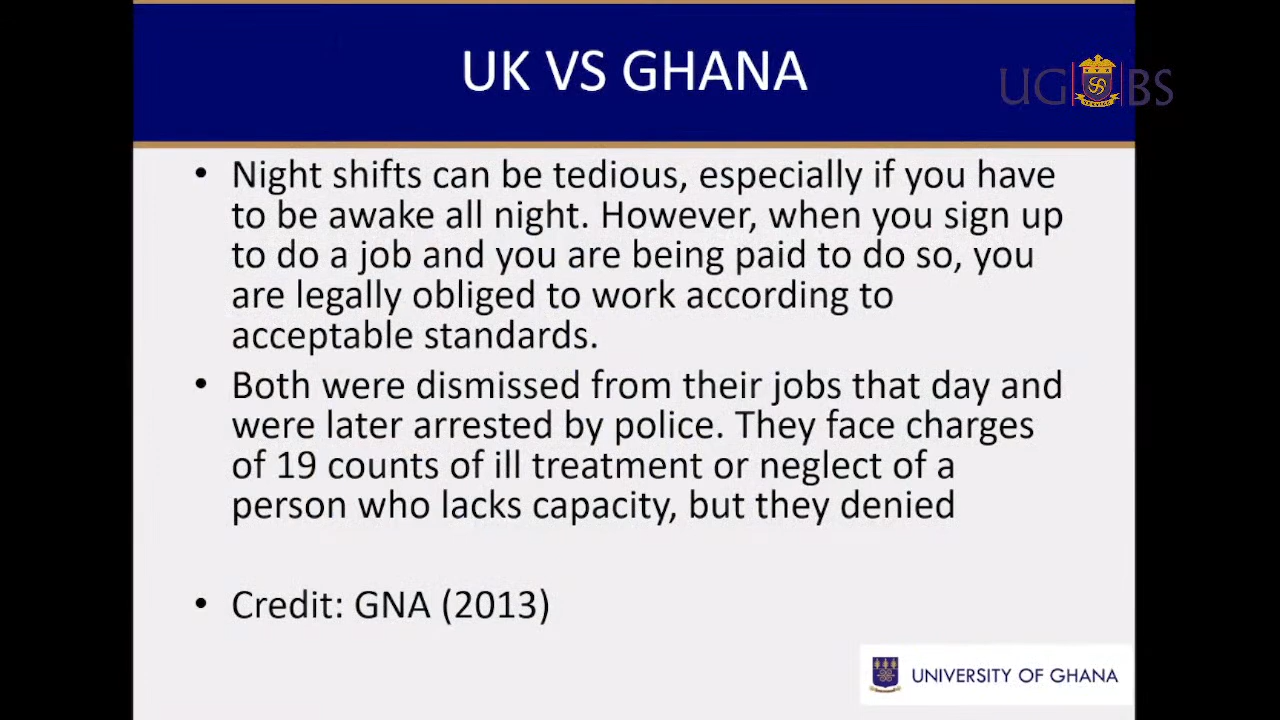 UK VS GHANA
UG BS
• Night shifts can be tedious, especially if you have
to be awake all night. However, when you sign up
to do a job and you are being paid to do so, you
are legally obliged to work according to
acceptable standards.
• Both were dismissed from their jobs that day and
were later arrested by police. They face charges
of 19 counts of ill treatment or neglect of a
person who lacks capacity, but they denied
• Credit: GNA (2013)
UNIVERSITY OF GHANA